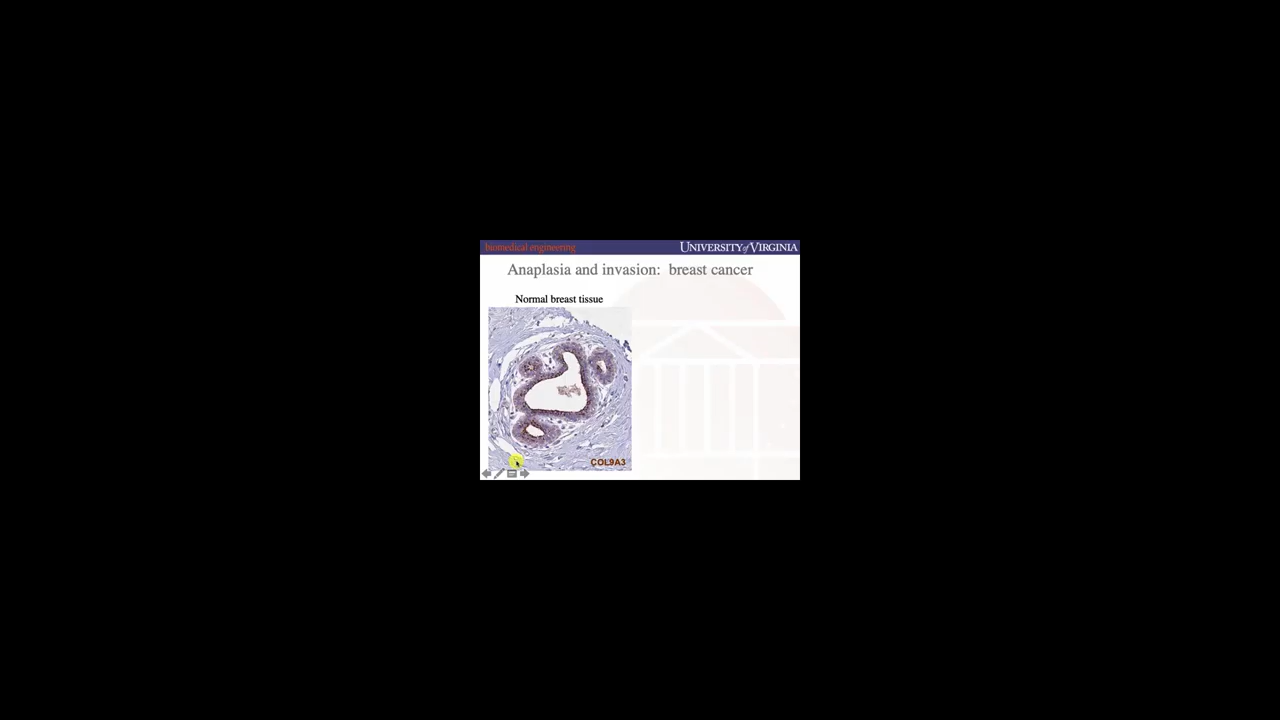 biomedical engineering
UNIVERSITY of VIRGINIA
Anaplasia and invasion: breast cancer
Normal breast tissue
COL9A3